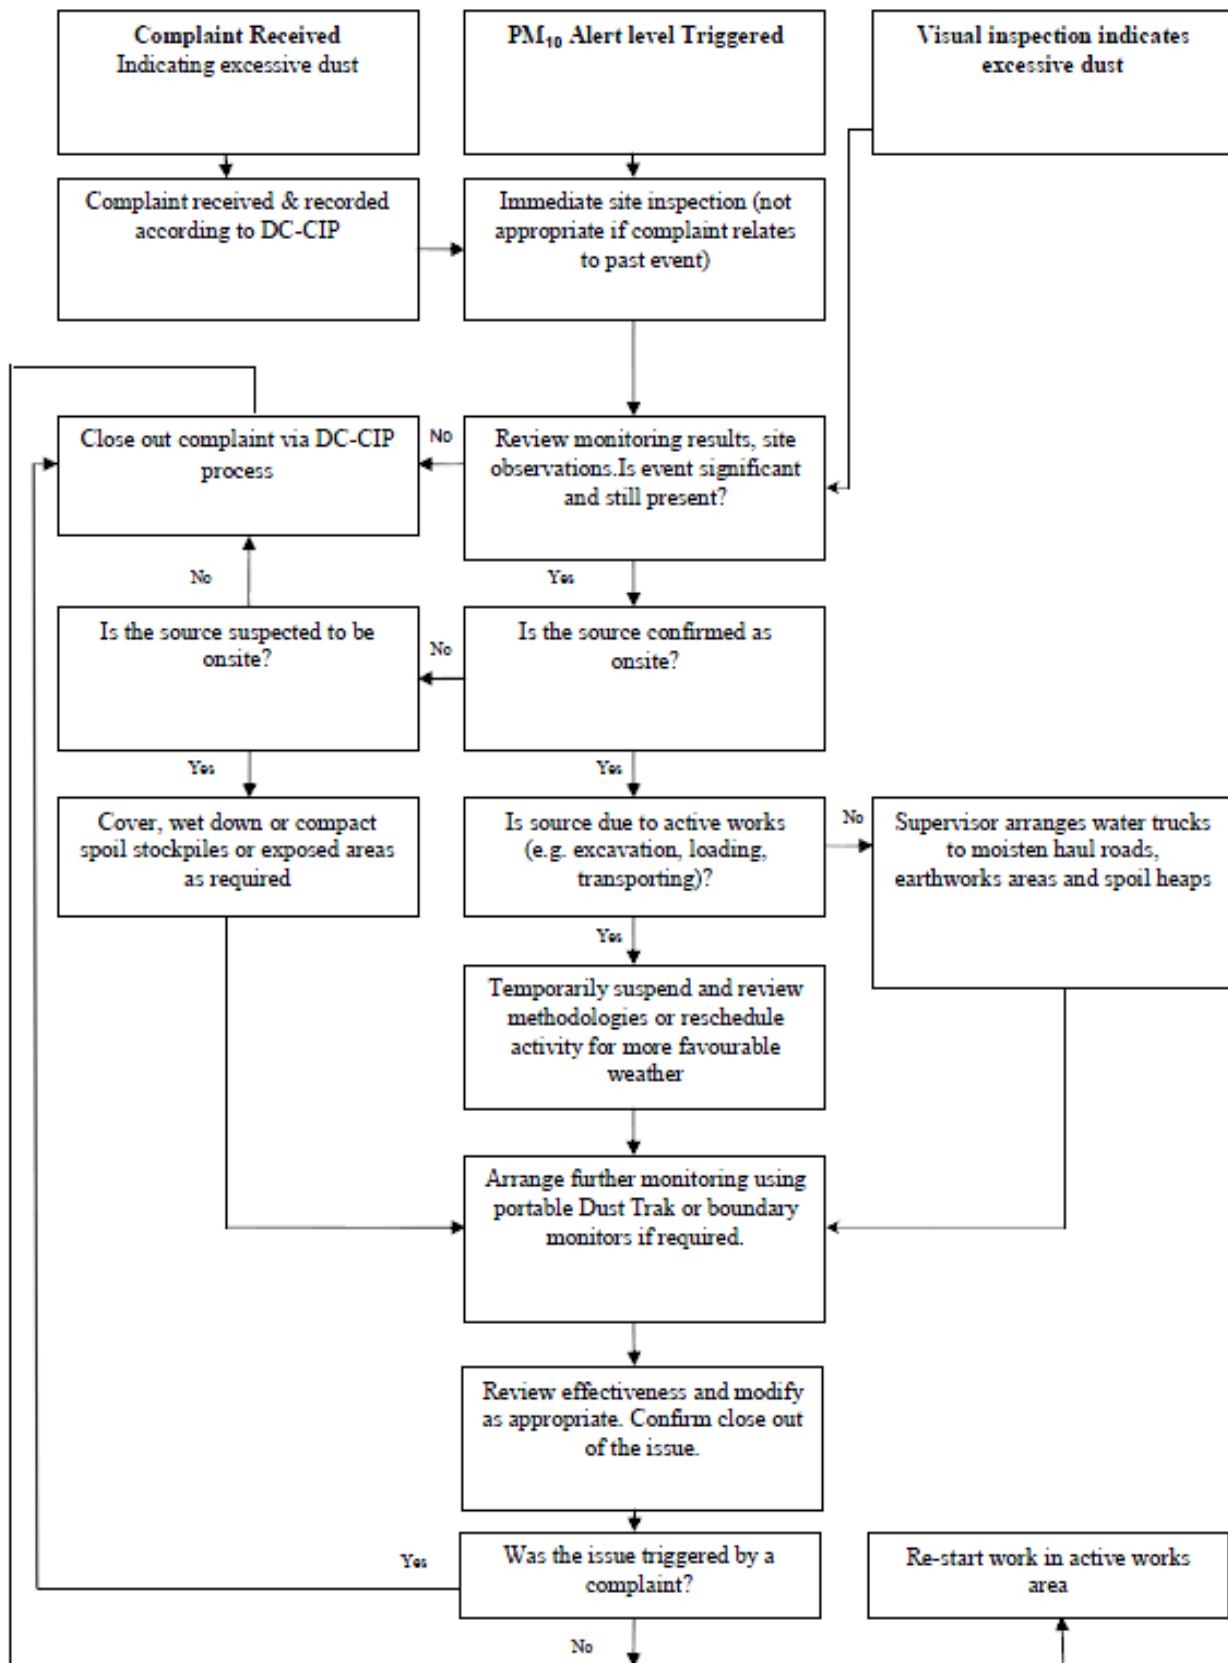 Complaint Received
Indicating excessive dust
PM₁₀ Alert level Triggered
Visual inspection indicates
excessive dust
Complaint received & recorded
according to DC-CIP
Immediate site inspection (not
appropriate if complaint relates
to past event)
Close out complaint via DC-CIP
process
No
Review monitoring results, site
observations.Is event significant
and still present?
No
Yes
Is the source suspected to be
onsite?
No
Is the source confirmed as
onsite?
Yes
Yes
Cover, wet down or compact
spoil stockpiles or exposed areas
as required
Is source due to active works
(e.g. excavation, loading,
transporting)?
No
Supervisor arranges water trucks
to moisten haul roads,
earthworks areas and spoil heaps
Yes
Temporarily suspend and review
methodologies or reschedule
activity for more favourable
weather
Arrange further monitoring using
portable Dust Trak or boundary
monitors if required.
Review effectiveness and modify
as appropriate. Confirm close out
of the issue.
Yes
Was the issue triggered by a
complaint?
Re-start work in active works
area
No